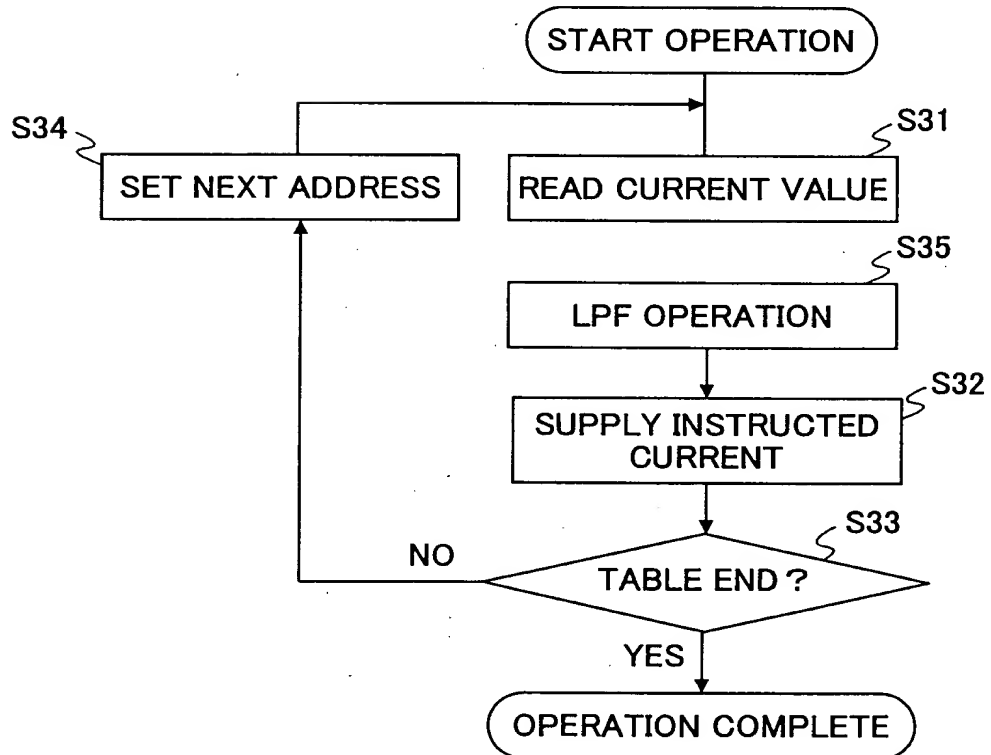 START OPERATION
S34
S31
SET NEXT ADDRESS
READ CURRENT VALUE
S35
LPF OPERATION
S32
SUPPLY INSTRUCTED
CURRENT
S33
NO
TABLE END ?
YES
OPERATION COMPLETE